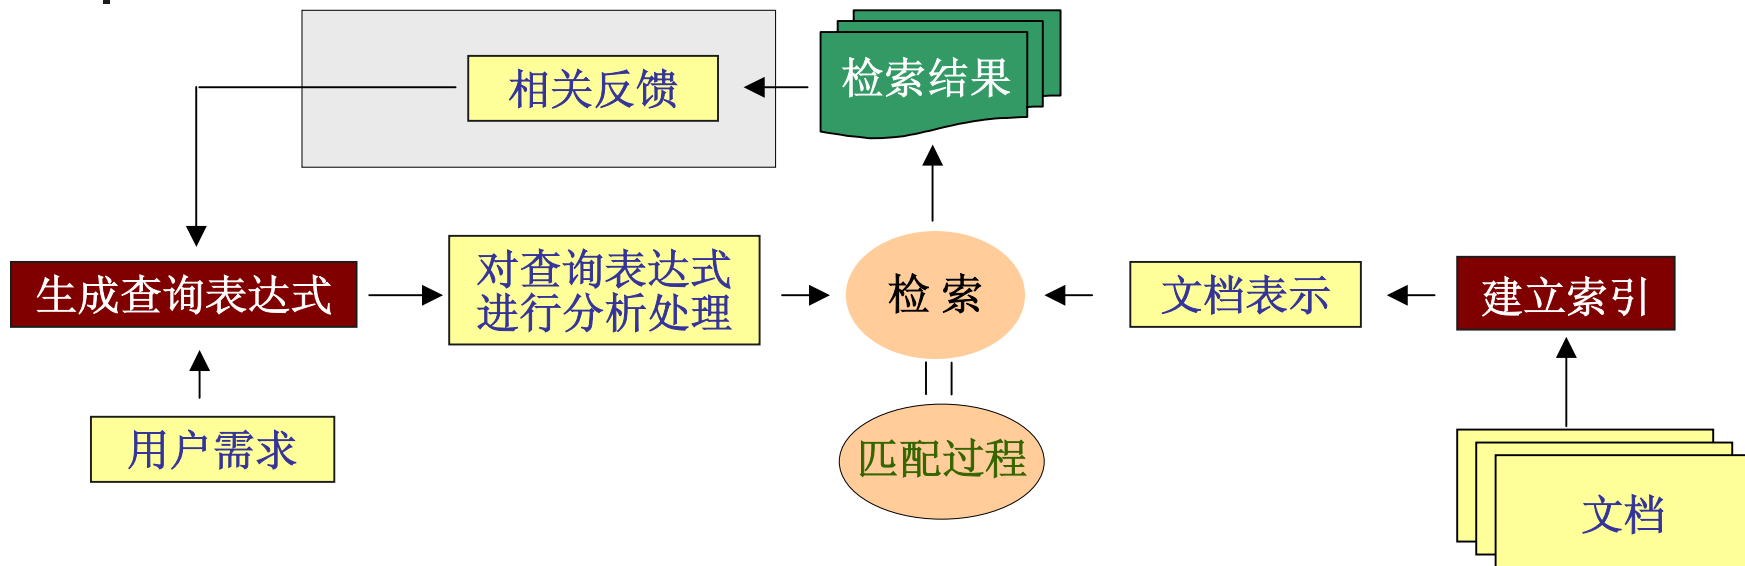 相关反馈
检索结果
生成查询表达式
对查询表达式
进行分析处理
检 索
文档表示
建立索引
用户需求
匹配过程
文档